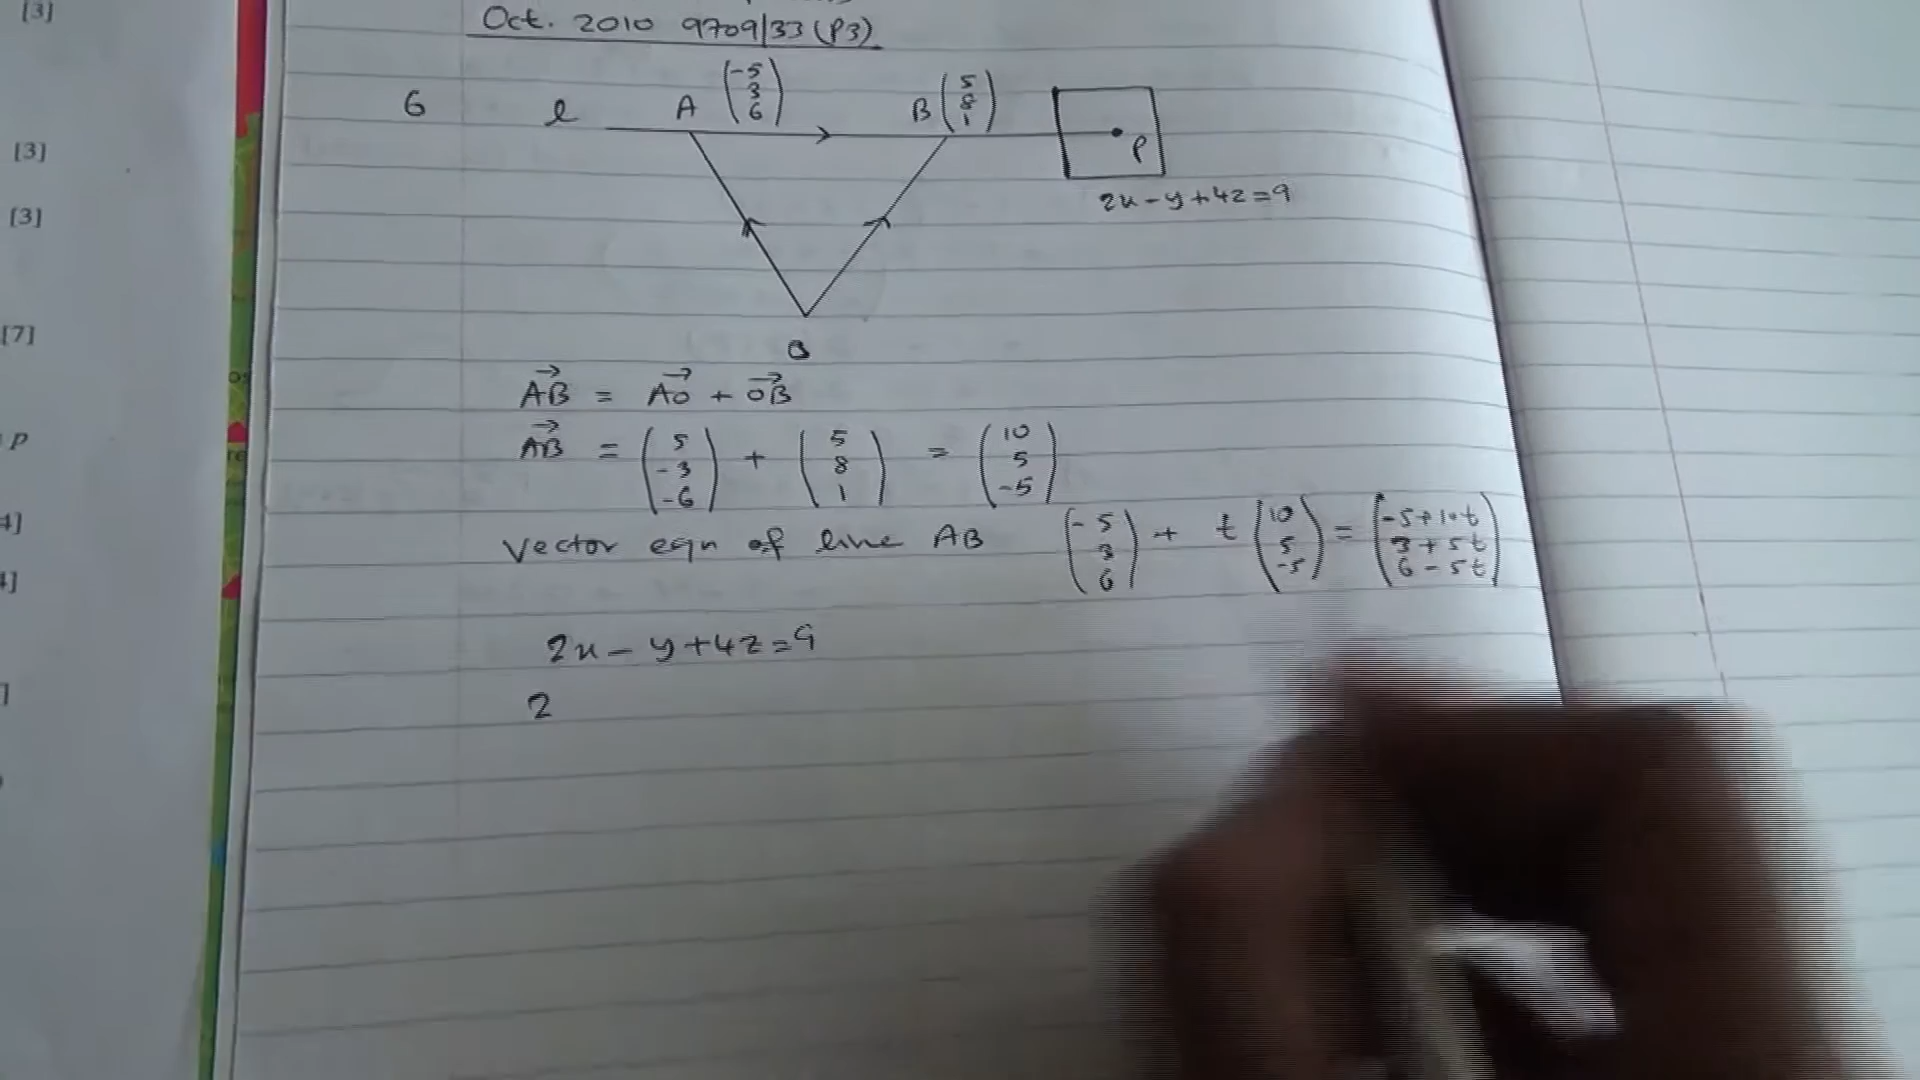 [3]
[3]
[3]
[7]
p
4]
4]
]
Oct. 2010 9709/33 (P3)
6 l A (-5 3 6) B (5 8 1)
P
2x - y + 4z = 9
O
AB = AO + OB
AB = (5 -3 -6) + (5 8 1) = (10 5 -5)
Vector eqn of line AB (-5 3 6) + t (10 5 -5) = (-5+10t 3+5t 6-5t)
2x - y + 4z = 9
2